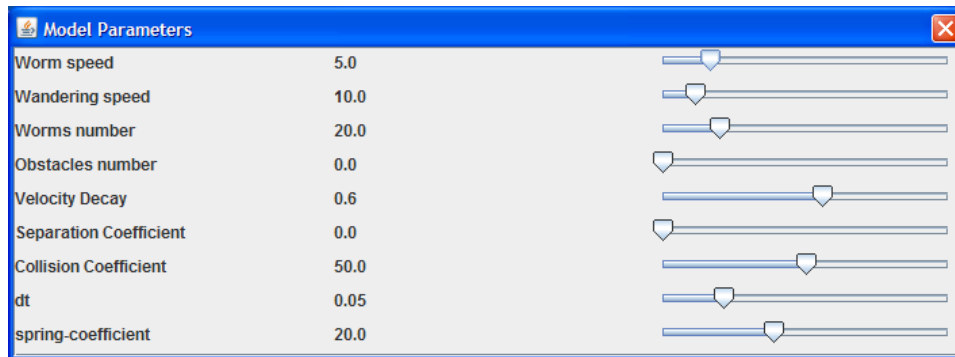 Model Parameters
Worm speed 5.0
Wandering speed 10.0
Worms number 20.0
Obstacles number 0.0
Velocity Decay 0.6
Separation Coefficient 0.0
Collision Coefficient 50.0
dt 0.05
spring-coefficient 20.0